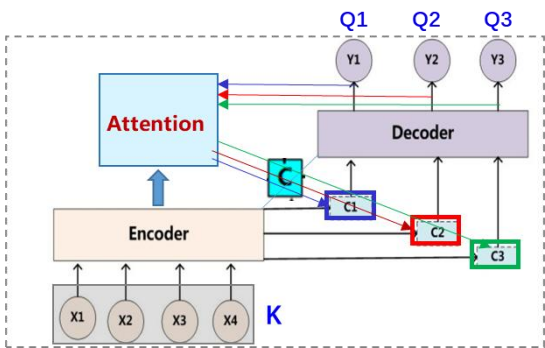 Q1 Q2 Q3
Y1 Y2 Y3
Attention
Decoder
C
C1
Encoder
C2
C3
X1 X2 X3 X4
K